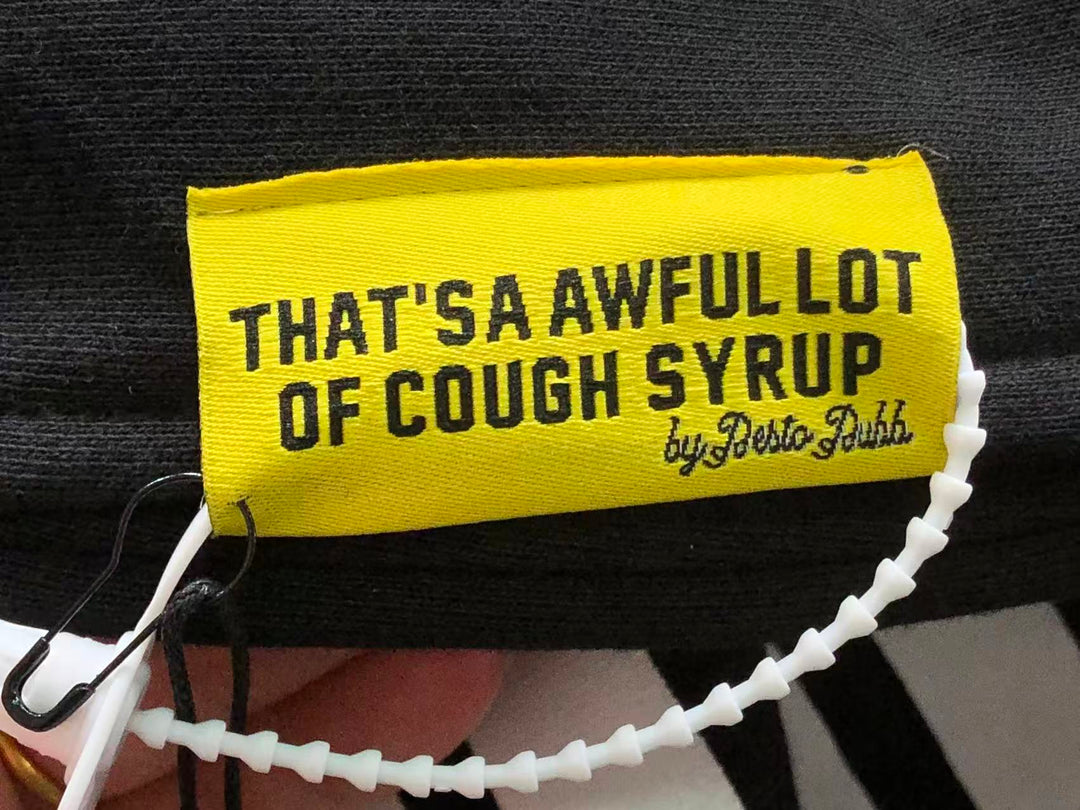 THAT'S A AWFUL LOT
OF COUGH SYRUP
by Desto Dubb